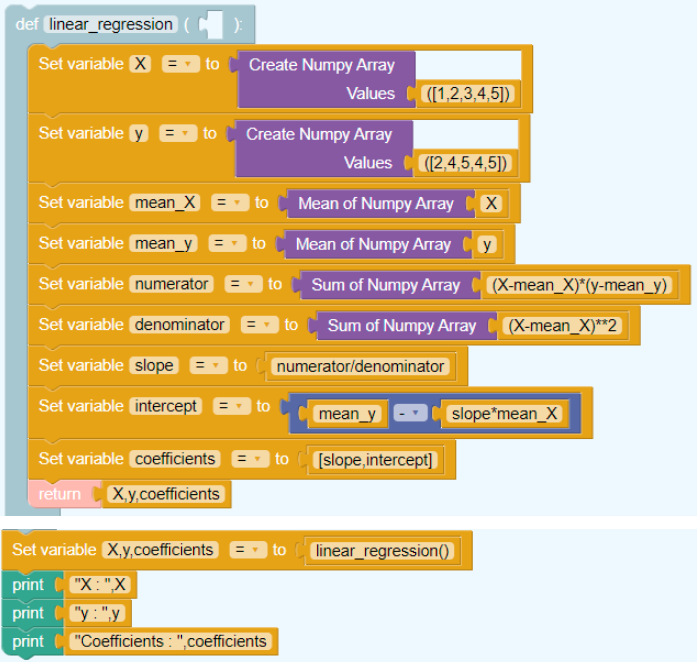 def linear_regression ( ):
Set variable X = to Create Numpy Array
Values ([1,2,3,4,5])
Set variable y = to Create Numpy Array
Values ([2,4,5,4,5])
Set variable mean_X = to Mean of Numpy Array X
Set variable mean_y = to Mean of Numpy Array y
Set variable numerator = to Sum of Numpy Array (X-mean_X)*(y-mean_y)
Set variable denominator = to Sum of Numpy Array (X-mean_X)**2
Set variable slope = to numerator/denominator
Set variable intercept = to mean_y - slope*mean_X
Set variable coefficients = to [slope,intercept]
return X,y,coefficients
Set variable X,y,coefficients = to linear_regression()
print "X : ",X
print "y : ",y
print "Coefficients : ",coefficients